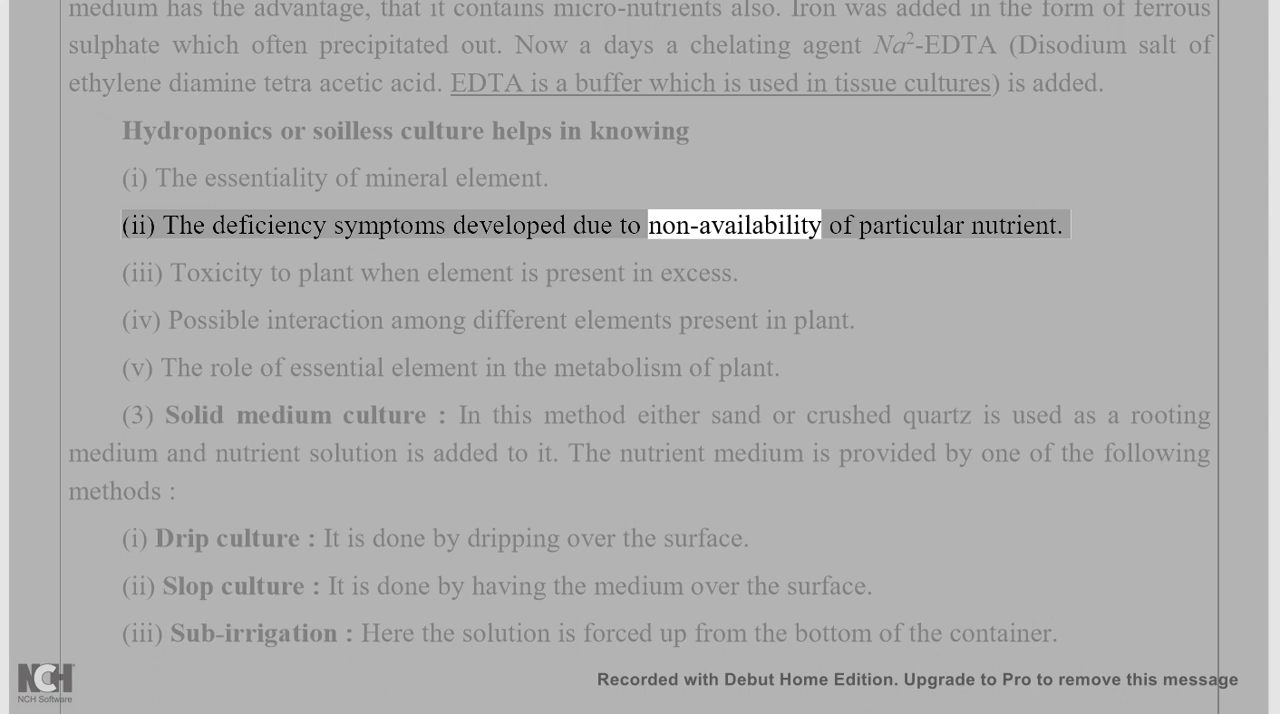 medium has the advantage, that it contains micro-nutrients also. Iron was added in the form of ferrous
sulphate which often precipitated out. Now a days a chelating agent Na²-EDTA (Disodium salt of
ethylene diamine tetra acetic acid. EDTA is a buffer which is used in tissue cultures) is added.
Hydroponics or soilless culture helps in knowing
(i) The essentiality of mineral element.
(ii) The deficiency symptoms developed due to non-availability of particular nutrient.
(iii) Toxicity to plant when element is present in excess.
(iv) Possible interaction among different elements present in plant.
(v) The role of essential element in the metabolism of plant.
(3) Solid medium culture : In this method either sand or crushed quartz is used as a rooting
medium and nutrient solution is added to it. The nutrient medium is provided by one of the following
methods :
(i) Drip culture : It is done by dripping over the surface.
(ii) Slop culture : It is done by having the medium over the surface.
(iii) Sub-irrigation : Here the solution is forced up from the bottom of the container.
NCH
NCH Software
Recorded with Debut Home Edition. Upgrade to Pro to remove this message